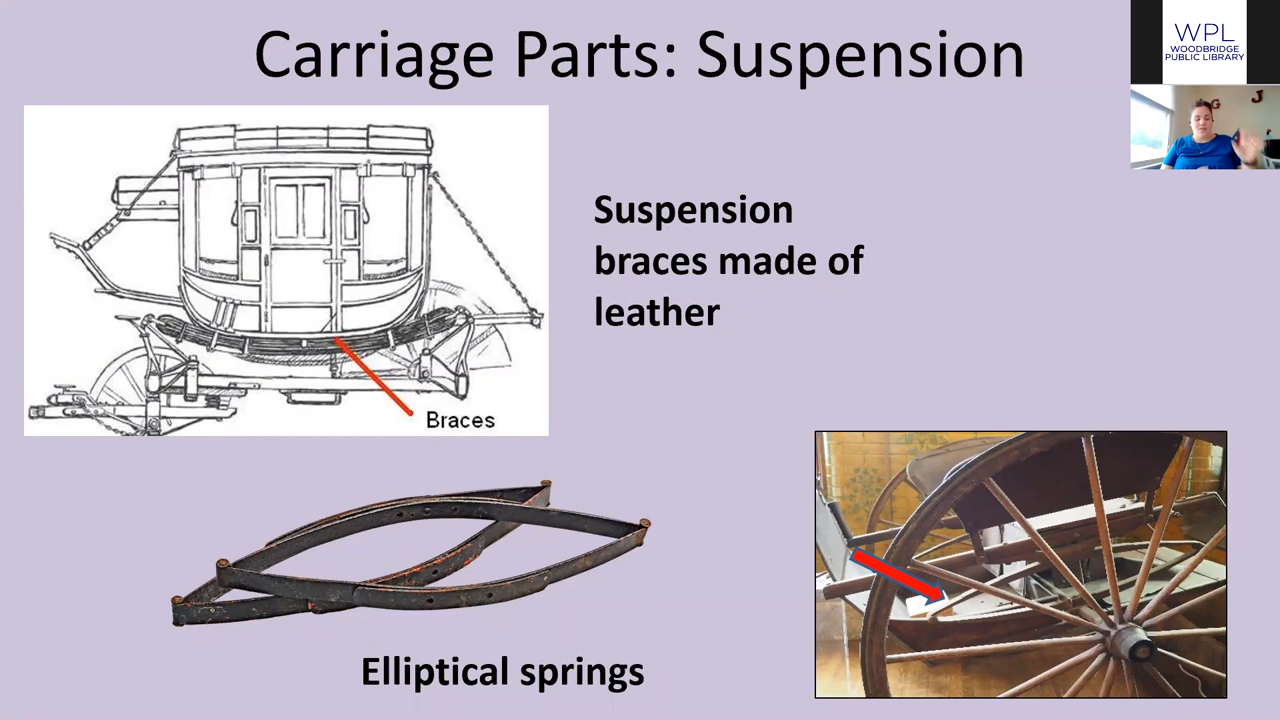 Carriage Parts: Suspension
WPL
WOODBRIDGE
PUBLIC LIBRARY
G J
Suspension
braces made of
leather
Braces
Elliptical springs